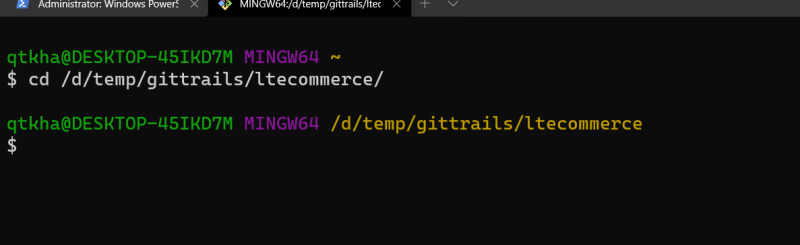 Administrator: Windows PowerS
MINGW64:/d/temp/gittrails/ltec
qtkha@DESKTOP-45IKD7M MINGW64 ~
$ cd /d/temp/gittrails/ltecommerce/
qtkha@DESKTOP-45IKD7M MINGW64 /d/temp/gittrails/ltecommerce
$